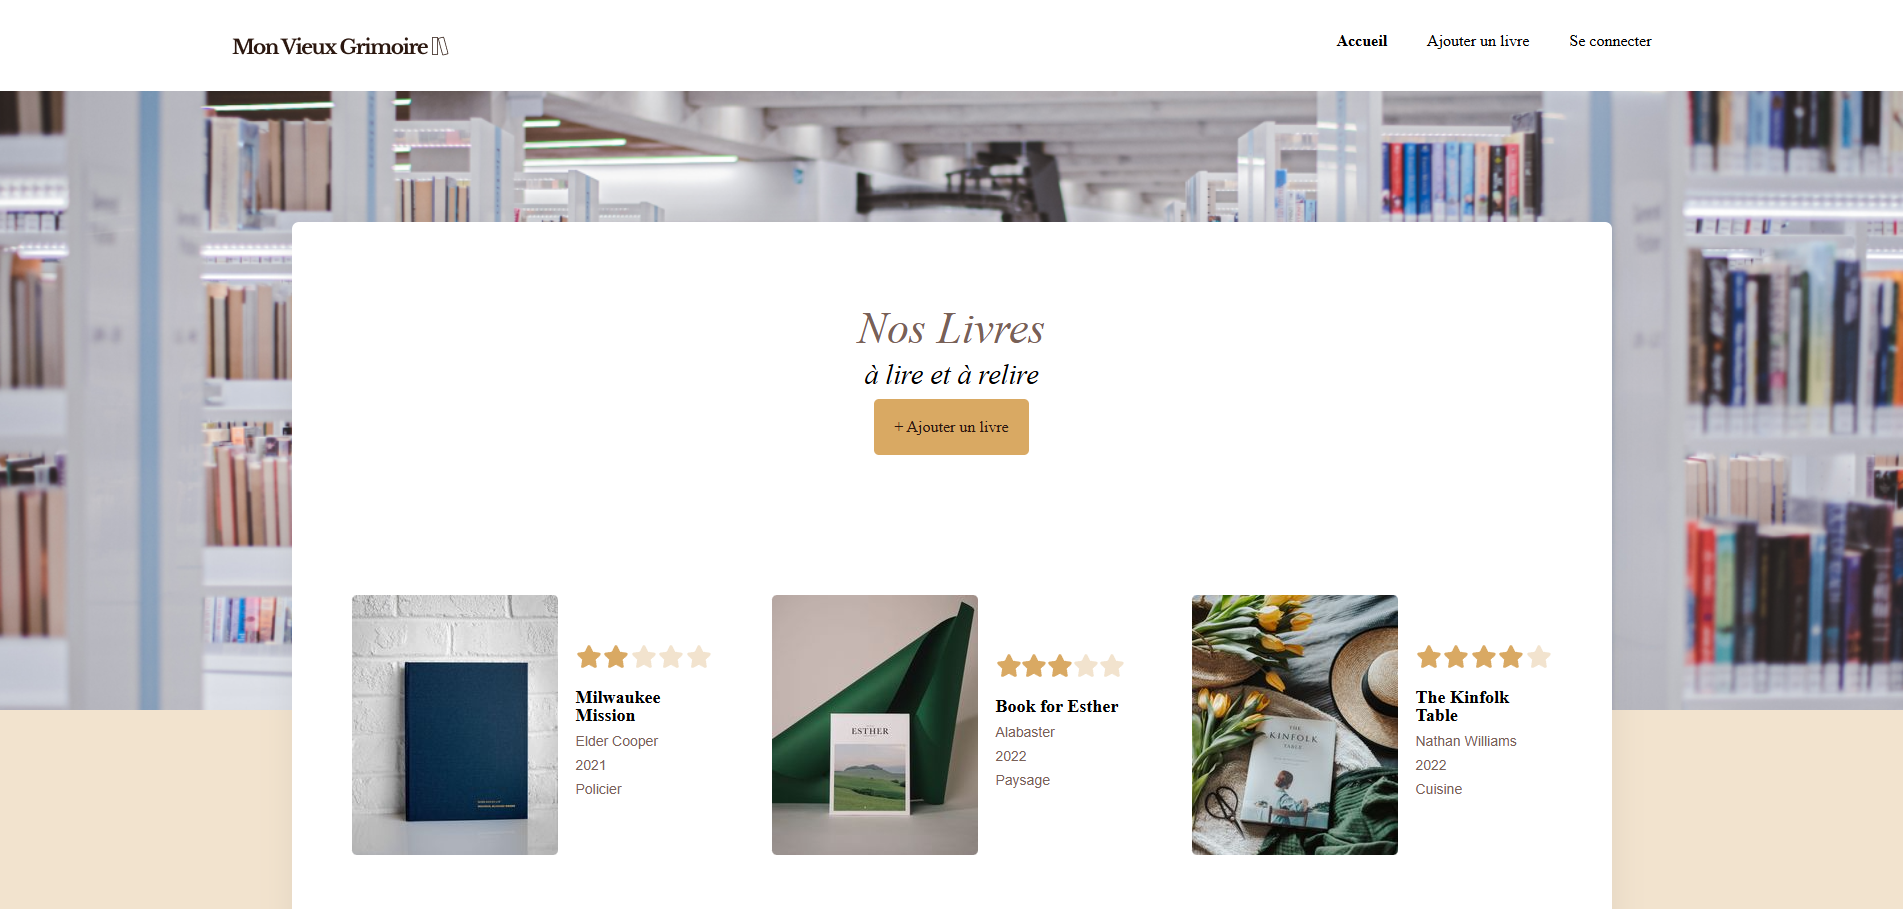 Mon Vieux Grimoire
Accueil
Ajouter un livre
Se connecter
Nos Livres
à lire et à relire
+ Ajouter un livre
Milwaukee
Mission
Elder Cooper
2021
Policier
ESTHER
Book for Esther
Alabaster
2022
Paysage
THE
KINFOLK
TABLE
The Kinfolk
Table
Nathan Williams
2022
Cuisine